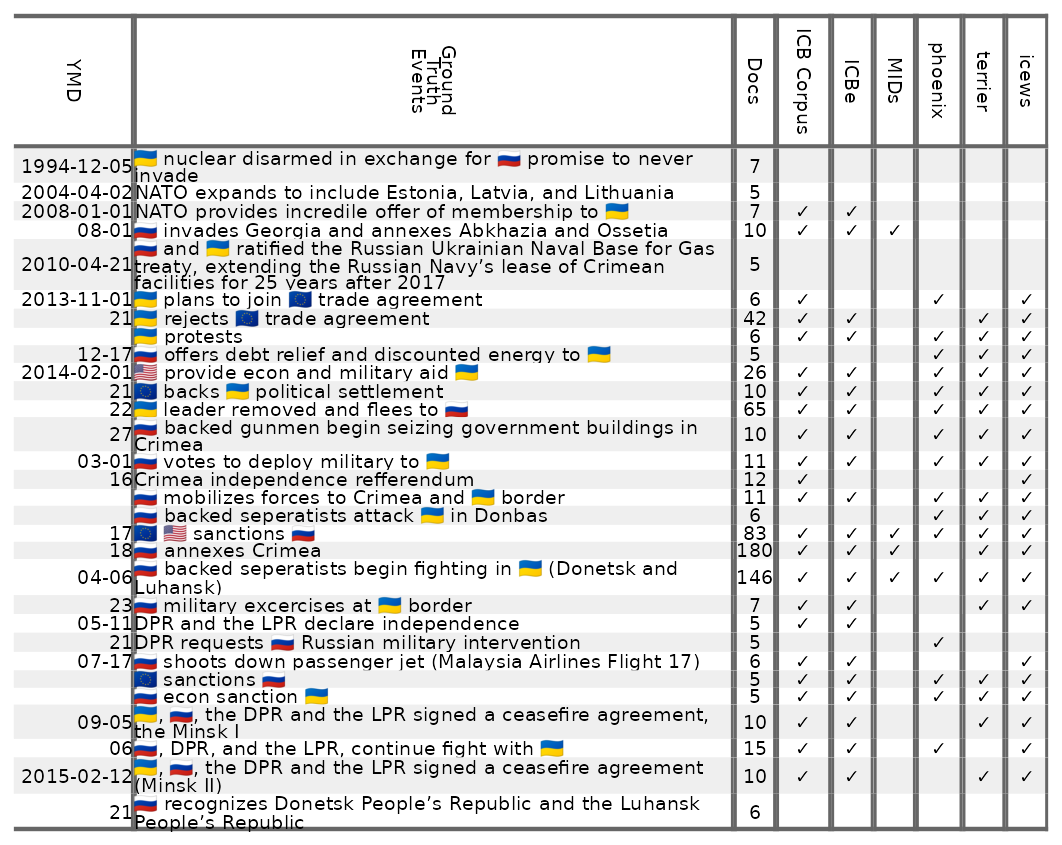 YMD Ground Truth Events Docs ICB Corpus ICBe MIDs phoenix terrier icews
1994-12-05 🇺🇦 nuclear disarmed in exchange for 🇷🇺 promise to never 7
invade
2004-04-02 NATO expands to include Estonia, Latvia, and Lithuania 5
2008-01-01 NATO provides incredile offer of membership to 🇺🇦 7 ✓ ✓
08-01 🇷🇺 invades Georgia and annexes Abkhazia and Ossetia 10 ✓ ✓ ✓
🇷🇺 and 🇺🇦 ratified the Russian Ukrainian Naval Base for Gas
2010-04-21 treaty, extending the Russian Navy’s lease of Crimean 5
facilities for 25 years after 2017
2013-11-01 🇺🇦 plans to join 🇪🇺 trade agreement 6 ✓ ✓ ✓
21 🇺🇦 rejects 🇪🇺 trade agreement 42 ✓ ✓ ✓ ✓
🇺🇦 protests 6 ✓ ✓ ✓ ✓ ✓
12-17 🇷🇺 offers debt relief and discounted energy to 🇺🇦 5 ✓ ✓ ✓
2014-02-01 🇺🇸 provide econ and military aid 🇺🇦 26 ✓ ✓ ✓ ✓ ✓
21 🇪🇺 backs 🇺🇦 political settlement 10 ✓ ✓ ✓ ✓ ✓
22 🇺🇦 leader removed and flees to 🇷🇺 65 ✓ ✓ ✓ ✓ ✓
27 🇷🇺 backed gunmen begin seizing government buildings in 10 ✓ ✓ ✓ ✓ ✓
Crimea
03-01 🇷🇺 votes to deploy military to 🇺🇦 11 ✓ ✓ ✓ ✓ ✓
16 Crimea independence refferendum 12 ✓ ✓
🇷🇺 mobilizes forces to Crimea and 🇺🇦 border 11 ✓ ✓ ✓ ✓ ✓
🇷🇺 backed seperatists attack 🇺🇦 in Donbas 6 ✓ ✓ ✓
17 🇪🇺 🇺🇸 sanctions 🇷🇺 83 ✓ ✓ ✓ ✓ ✓ ✓
18 🇷🇺 annexes Crimea 180 ✓ ✓ ✓ ✓ ✓
04-06 🇷🇺 backed seperatists begin fighting in 🇺🇦 (Donetsk and 146 ✓ ✓ ✓ ✓ ✓ ✓
Luhansk)
23 🇷🇺 military excercises at 🇺🇦 border 7 ✓ ✓ ✓ ✓
05-11 DPR and the LPR declare independence 5 ✓ ✓
21 DPR requests 🇷🇺 Russian military intervention 5 ✓
07-17 🇷🇺 shoots down passenger jet (Malaysia Airlines Flight 17) 6 ✓ ✓ ✓
🇪🇺 sanctions 🇷🇺 5 ✓ ✓ ✓ ✓ ✓
🇷🇺 econ sanction 🇺🇦 5 ✓ ✓ ✓ ✓ ✓
09-05 🇺🇦, 🇷🇺, the DPR and the LPR signed a ceasefire agreement, 10 ✓ ✓ ✓ ✓
the Minsk I
06 🇷🇺, DPR, and the LPR, continue fight with 🇺🇦 15 ✓ ✓ ✓ ✓
2015-02-12 🇺🇦, 🇷🇺, the DPR and the LPR signed a ceasefire agreement 10 ✓ ✓ ✓ ✓
(Minsk II)
21 🇷🇺 recognizes Donetsk People’s Republic and the Luhansk 6
People’s Republic